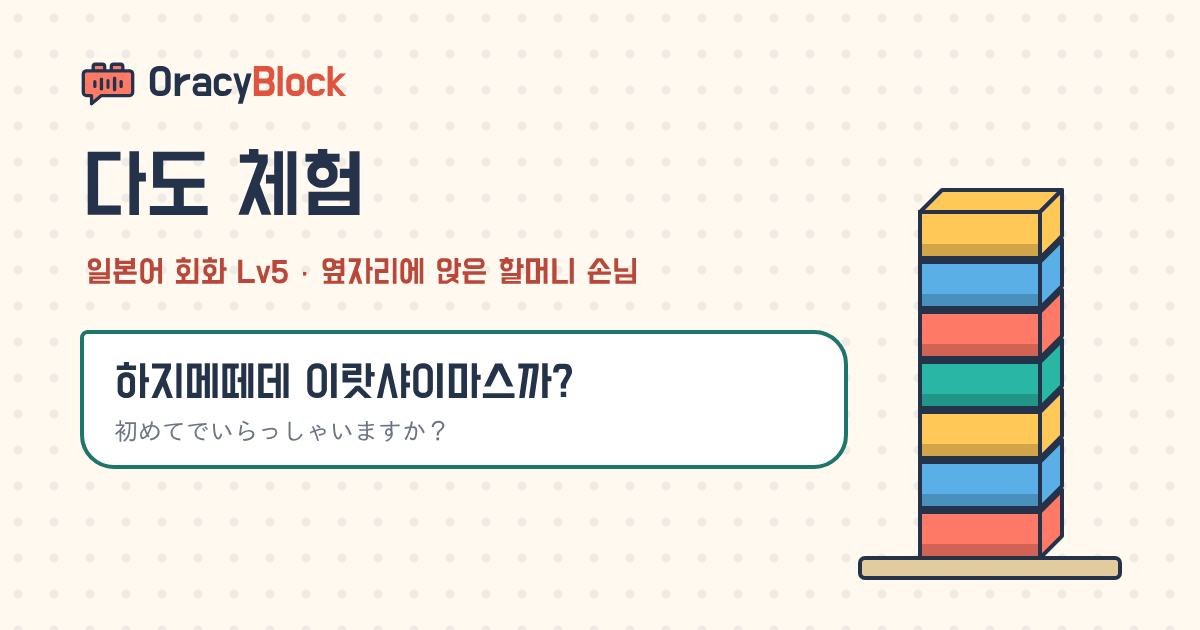 OracyBlock
다도 체험
일본어 회화 Lv5 · 옆자리에 앉은 할머니 손님
하지메떼데 이랏샤이마스까?
初めてでいらっしゃいますか？